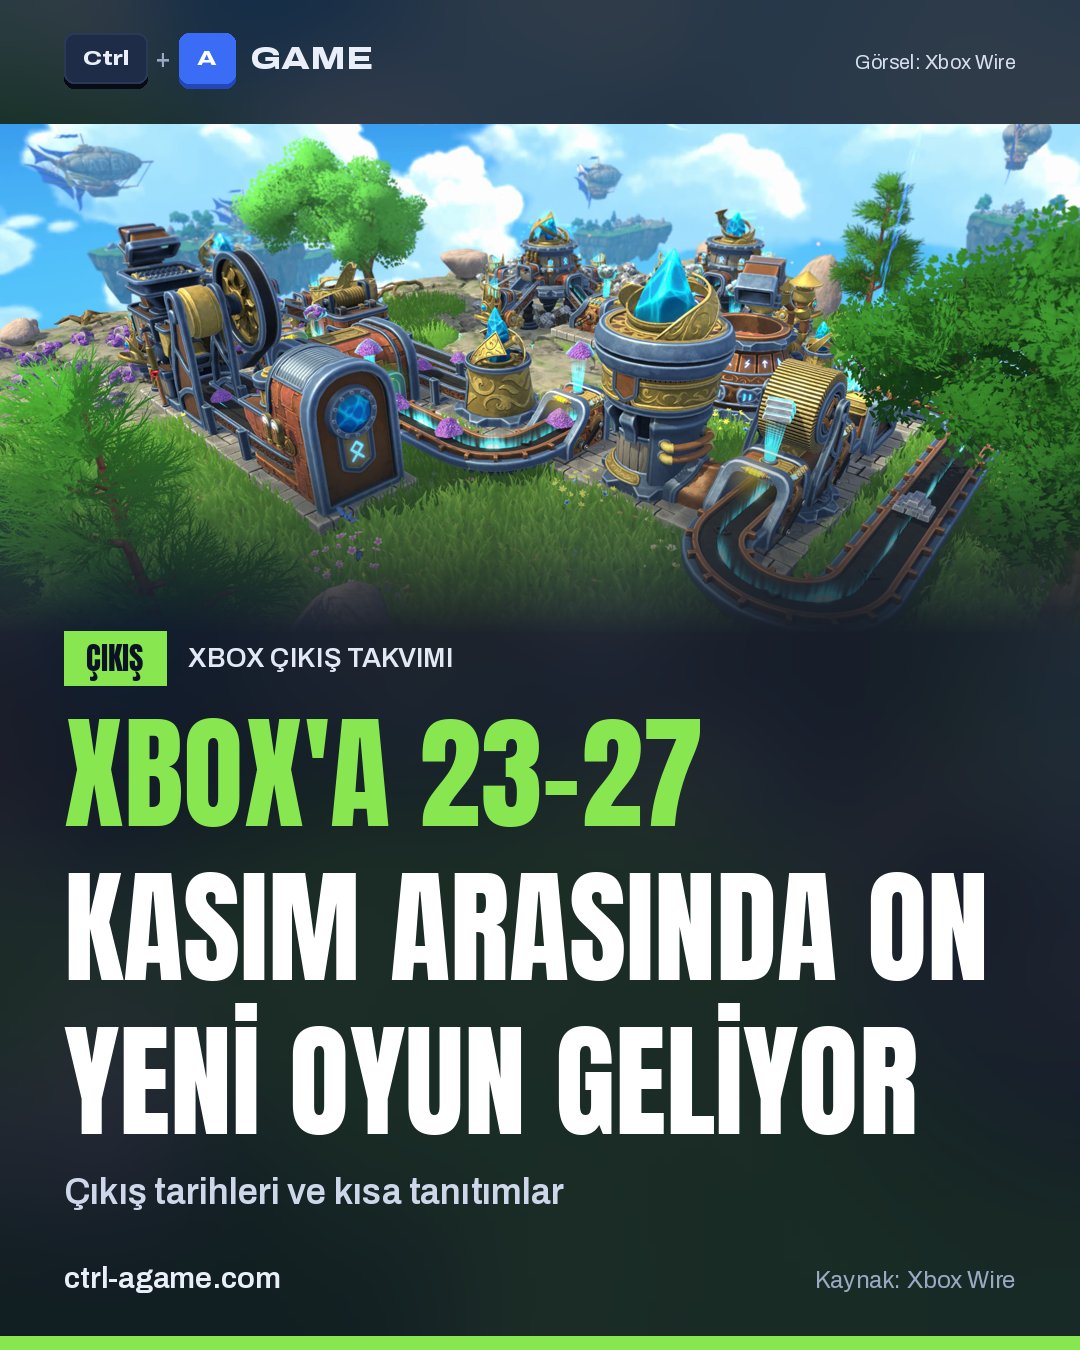 Ctrl + A GAME
Görsel: Xbox Wire
ÇIKIŞ
XBOX ÇIKIŞ TAKVIMI
XBOX'A 23-27
KASIM ARASINDA ON
YENİ OYUN GELİYOR
Çıkış tarihleri ve kısa tanıtımlar
ctrl-agame.com
Kaynak: Xbox Wire